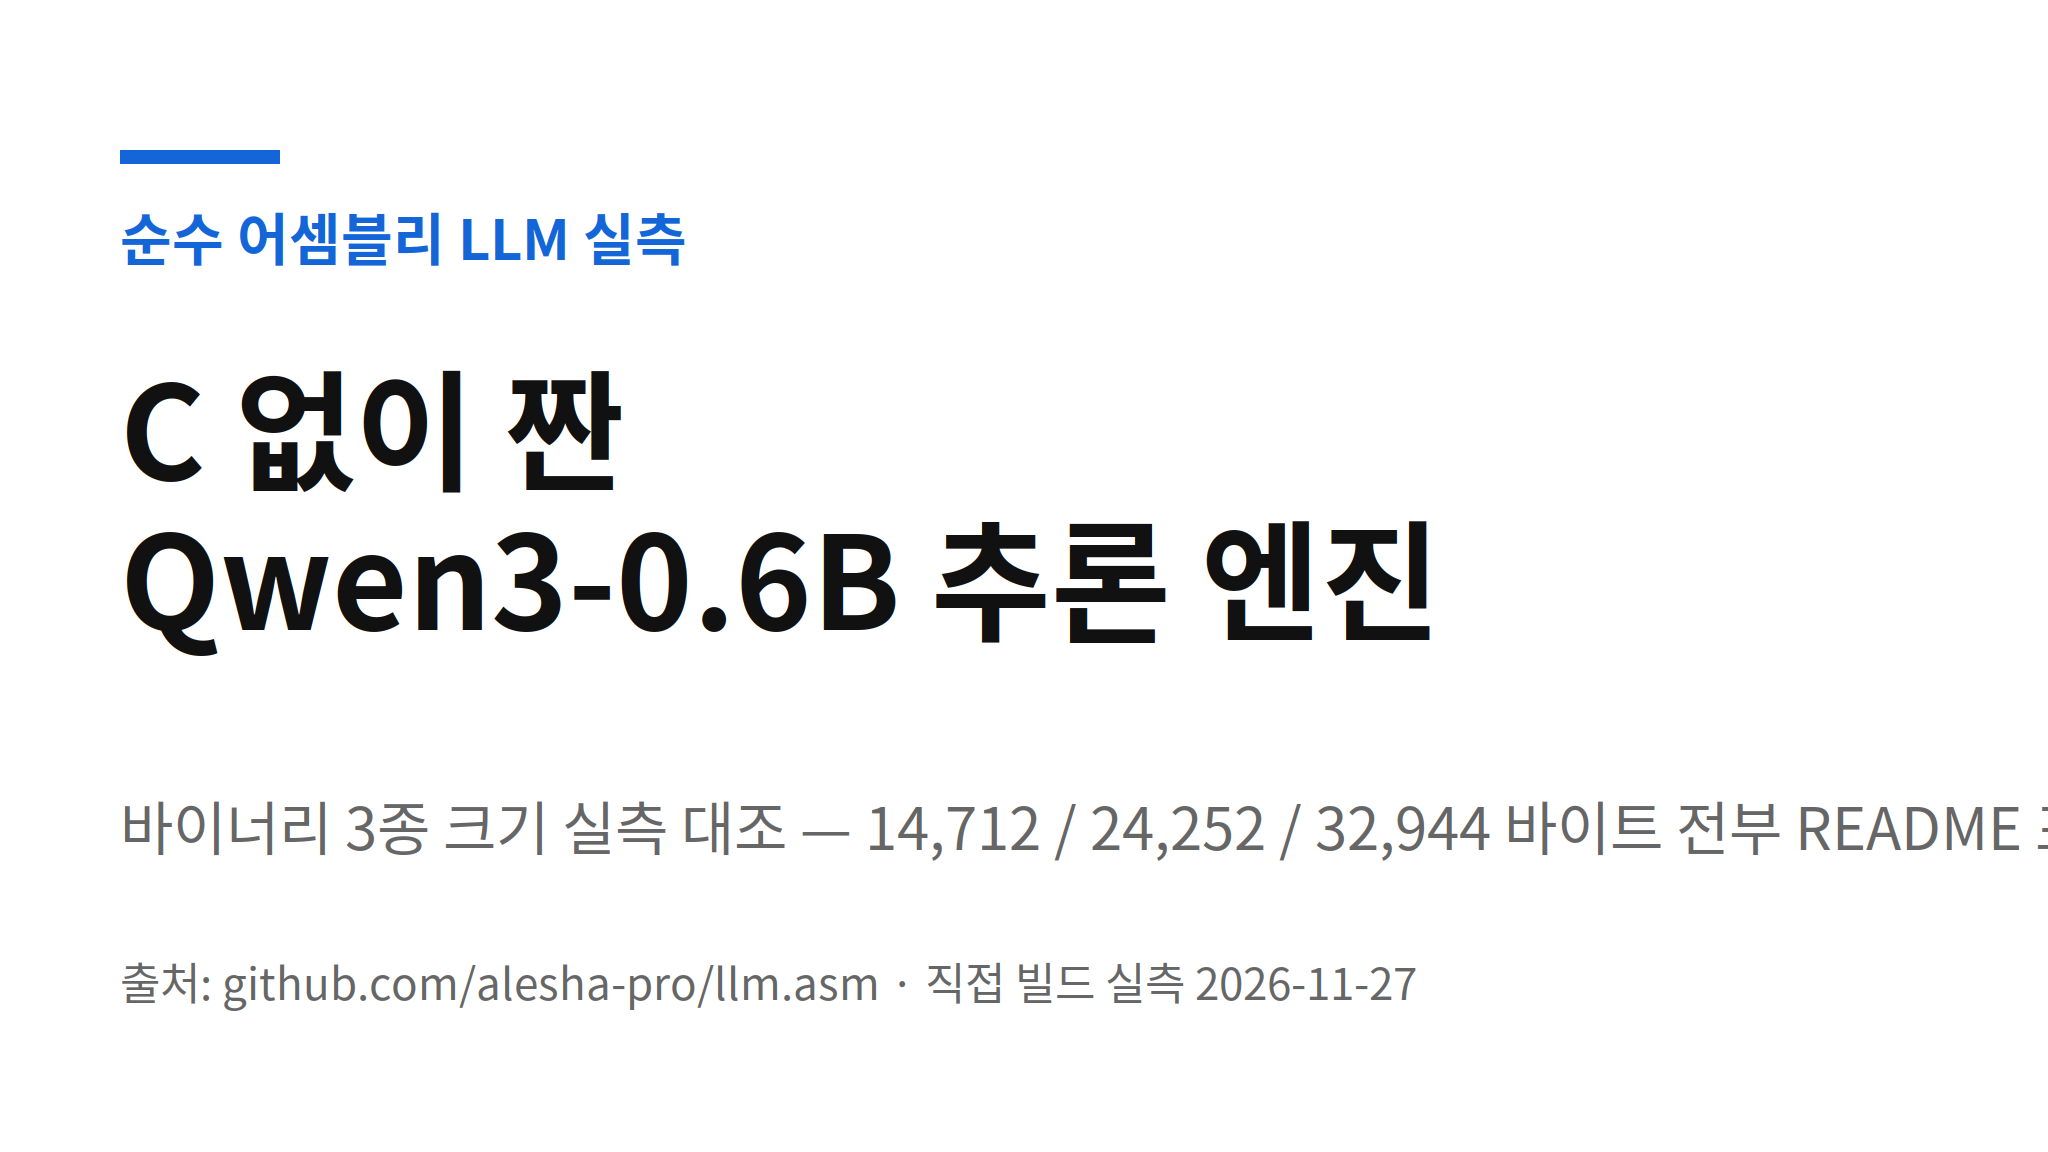 순수 어셈블리 LLM 실측
C 없이 짠
Qwen3-0.6B 추론 엔진
바이너리 3종 크기 실측 대조 — 14,712 / 24,252 / 32,944 바이트 전부 README
출처: github.com/alesha-pro/llm.asm · 직접 빌드 실측 2026-11-27